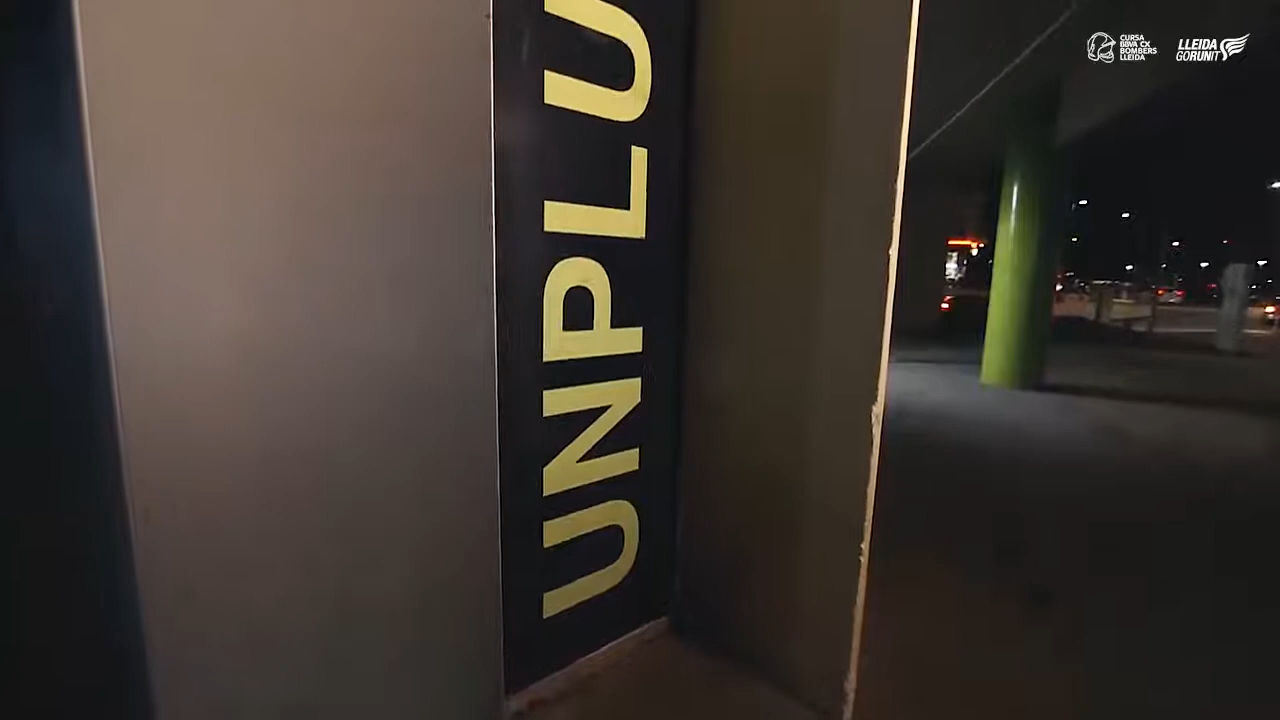 UNPLU
CURSA
BBVA CX
BOMBERS
LLEIDA
LLEIDA
GORUNIT